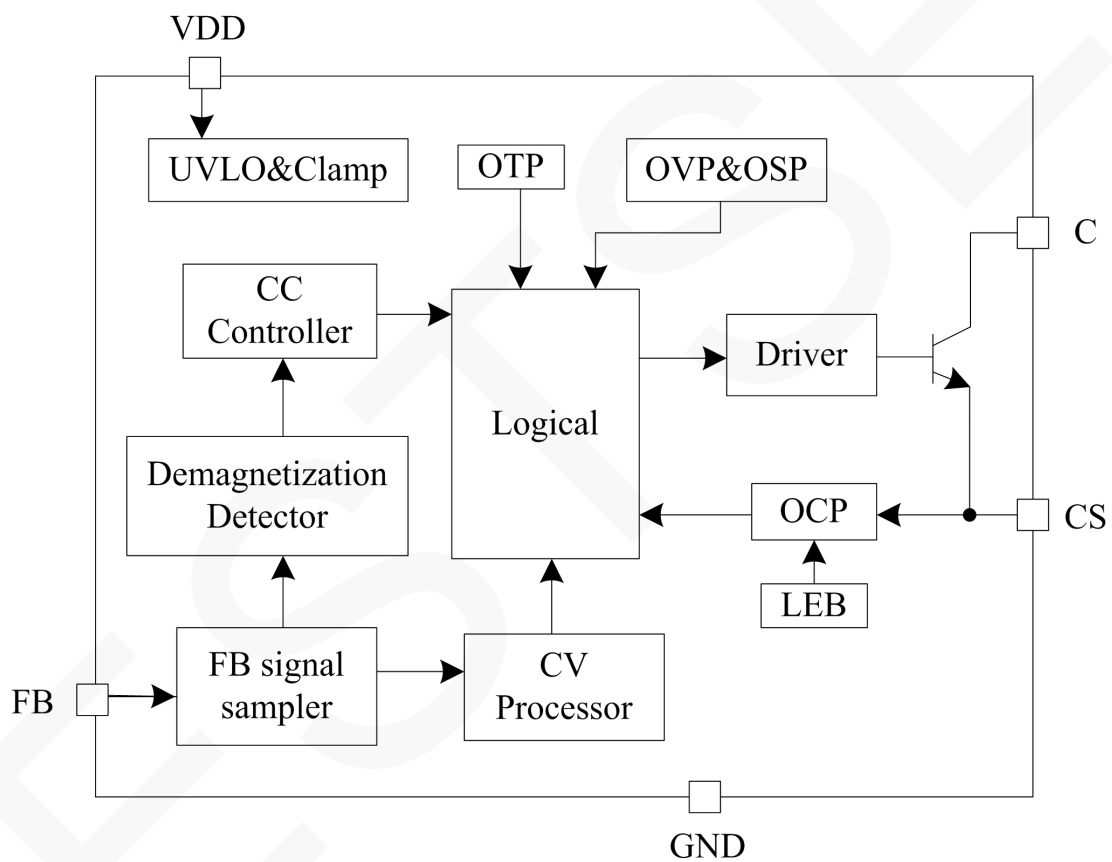 VDD
UVLO&Clamp
OTP
OVP&OSP
C
CC
Controller
Driver
Logical
Demagnetization
Detector
OCP
CS
LEB
FB signal
sampler
CV
Processor
FB
GND